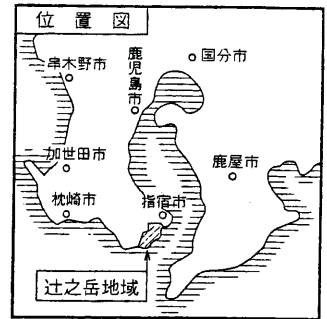 位置図
国分市
串木野市
鹿児島市
加世田市
鹿屋市
枕崎市
指宿市
辻之岳地域